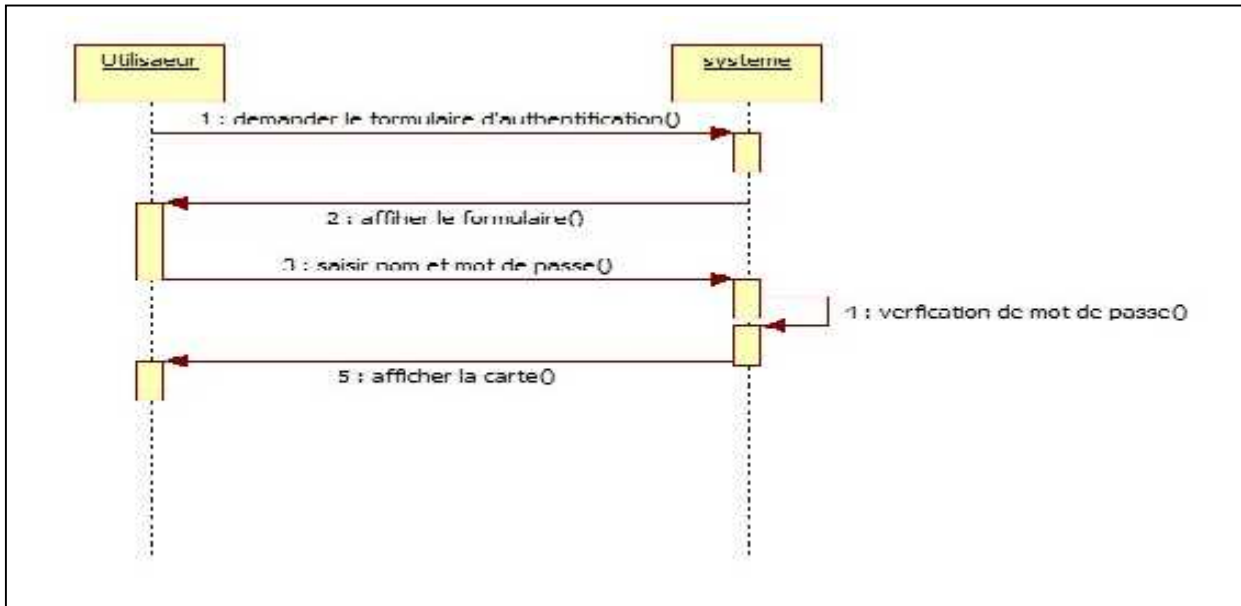 Utilisaeur
systeme
1 : demander le formulaire d'authentification()
2 : affiher le formulaire()
3 : saisir nom et mot de passe()
4 : verfication de mot de passe()
5 : afficher la carte()